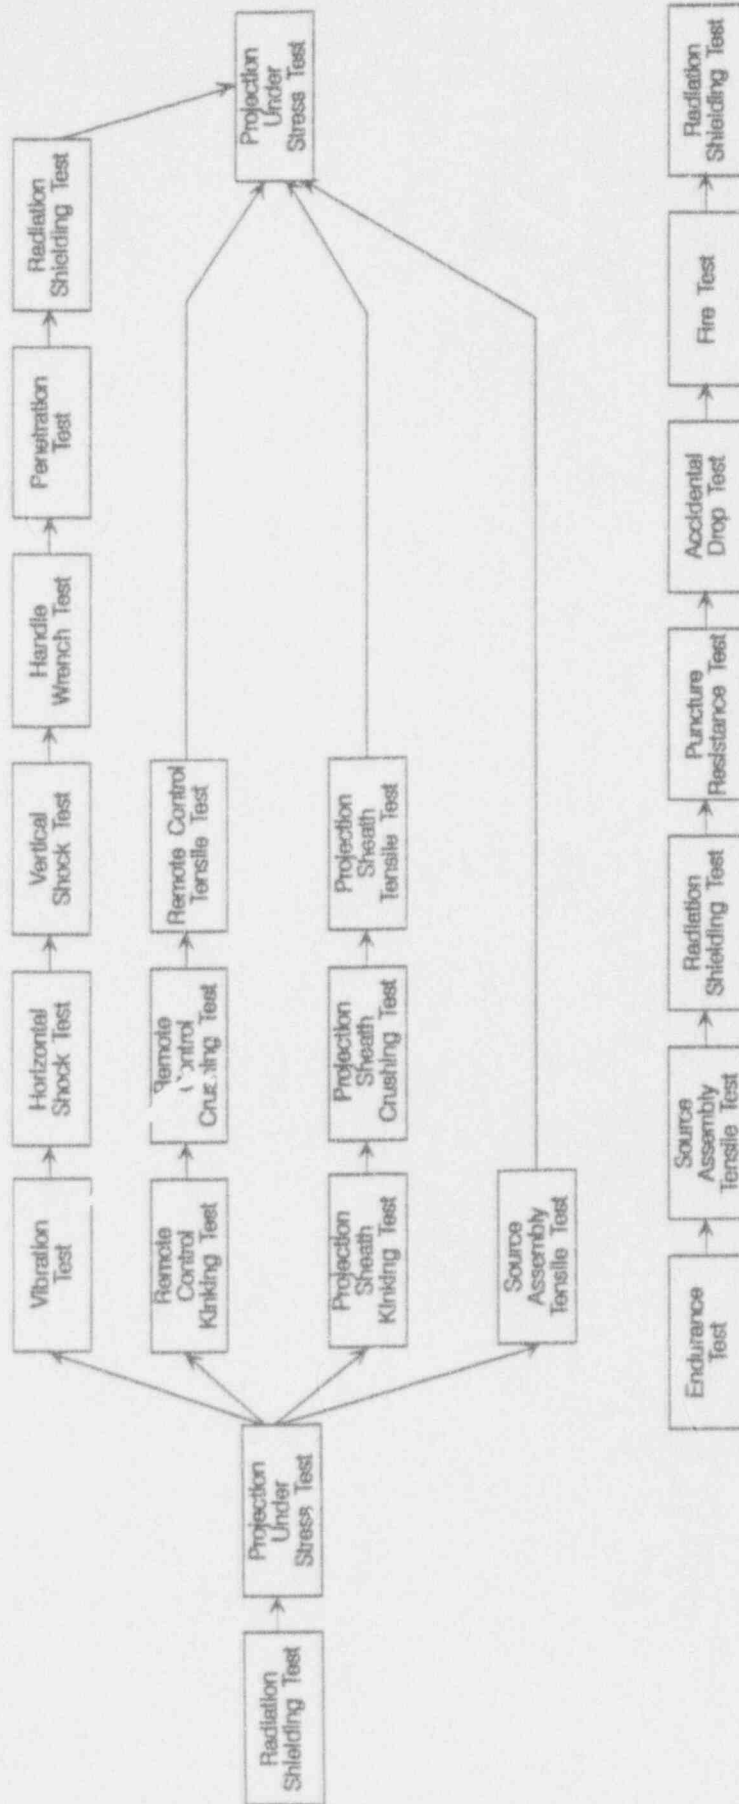 Radiation
Shielding Test
Projection
Under
Stress Test
Vibration
Test
Horizontal
Shock Test
Vertical
Shock Test
Handle
Wrench Test
Penetration
Test
Radiation
Shielding Test
Remote
Control
Kinking Test
Remote
Control
Crushing Test
Remote Control
Tensile Test
Projection
Sheath
Kinking Test
Projection
Sheath
Crushing Test
Projection
Sheath
Tensile Test
Source
Assembly
Tensile Test
Projection
Under
Stress Test
Endurance
Test
Source
Assembly
Tensile Test
Radiation
Shielding Test
Puncture
Resistance Test
Accidental
Drop Test
Fire Test
Radiation
Shielding Test